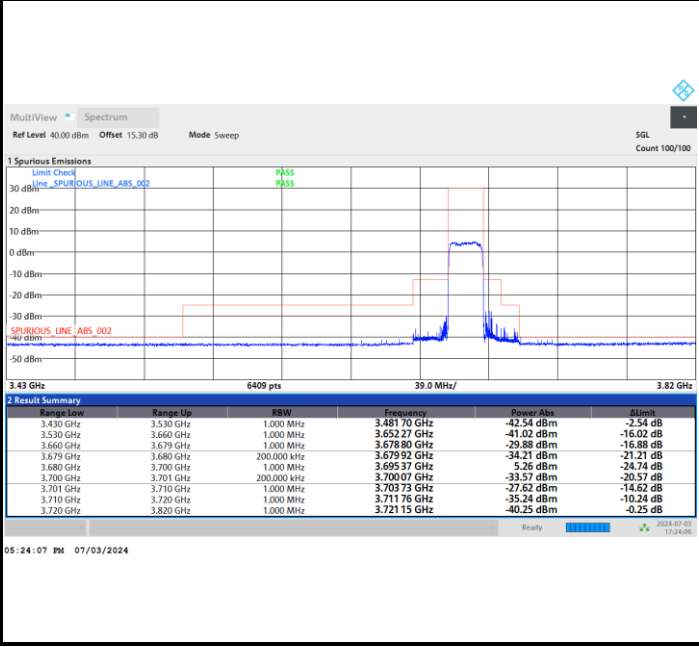 MultiView Spectrum
Ref Level 40.00 dBm Offset 15.30 dB Mode Sweep SGL
Count 100/100
1 Spurious Emissions
Limit Check PASS
Line _SPURIOUS_LINE_ABS_002 PASS
30 dBm
20 dBm
10 dBm
0 dBm
-10 dBm
-20 dBm
-30 dBm
SPURIOUS_LINE_ABS_002
-40 dBm
-50 dBm
3.43 GHz 6409 pts 39.0 MHz/ 3.82 GHz
2 Result Summary
Range Low Range Up RBW Frequency Power Abs ΔLimit
3.430 GHz 3.530 GHz 1.000 MHz 3.481 70 GHz -42.54 dBm -2.54 dB
3.530 GHz 3.660 GHz 1.000 MHz 3.652 27 GHz -41.02 dBm -16.02 dB
3.660 GHz 3.679 GHz 1.000 MHz 3.678 80 GHz -29.88 dBm -16.88 dB
3.679 GHz 3.680 GHz 200.000 kHz 3.679 92 GHz -34.21 dBm -21.21 dB
3.680 GHz 3.700 GHz 1.000 MHz 3.695 37 GHz 5.26 dBm -24.74 dB
3.700 GHz 3.701 GHz 200.000 kHz 3.700 07 GHz -33.57 dBm -20.57 dB
3.701 GHz 3.710 GHz 1.000 MHz 3.703 73 GHz -27.62 dBm -14.62 dB
3.710 GHz 3.720 GHz 1.000 MHz 3.711 76 GHz -35.24 dBm -10.24 dB
3.720 GHz 3.820 GHz 1.000 MHz 3.721 15 GHz -40.25 dBm -0.25 dB
Ready 2024-07-03
17:24:06
05:24:07 PM 07/03/2024